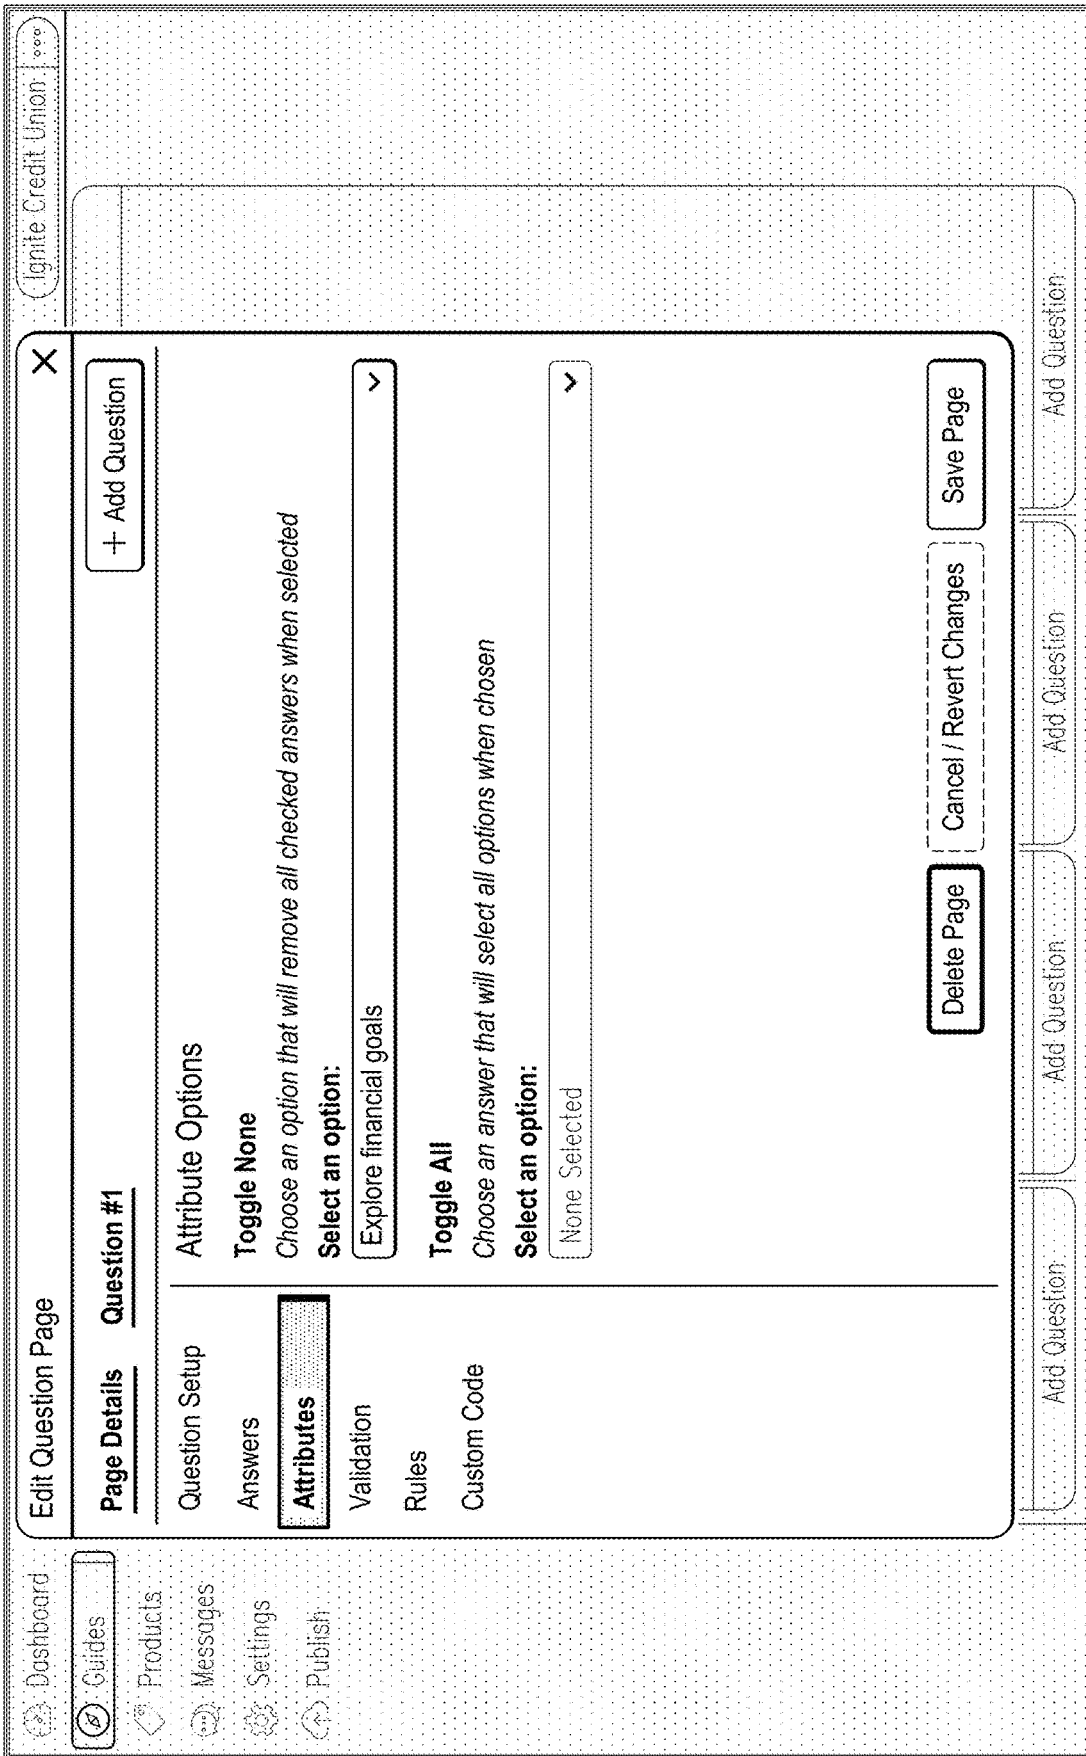 Dashboard
Guides
Products
Messages
Settings
Publish
Ignite Credit Union
Edit Question Page
Page Details
Question #1
+ Add Question
Question Setup
Answers
Attributes
Validation
Rules
Custom Code
Attribute Options
Toggle None
Choose an option that will remove all checked answers when selected
Select an option:
Explore financial goals
Toggle All
Choose an answer that will select all options when chosen
Select an option:
None Selected
Delete Page
Cancel / Revert Changes
Save Page
Add Question
Add Question
Add Question
Add Question